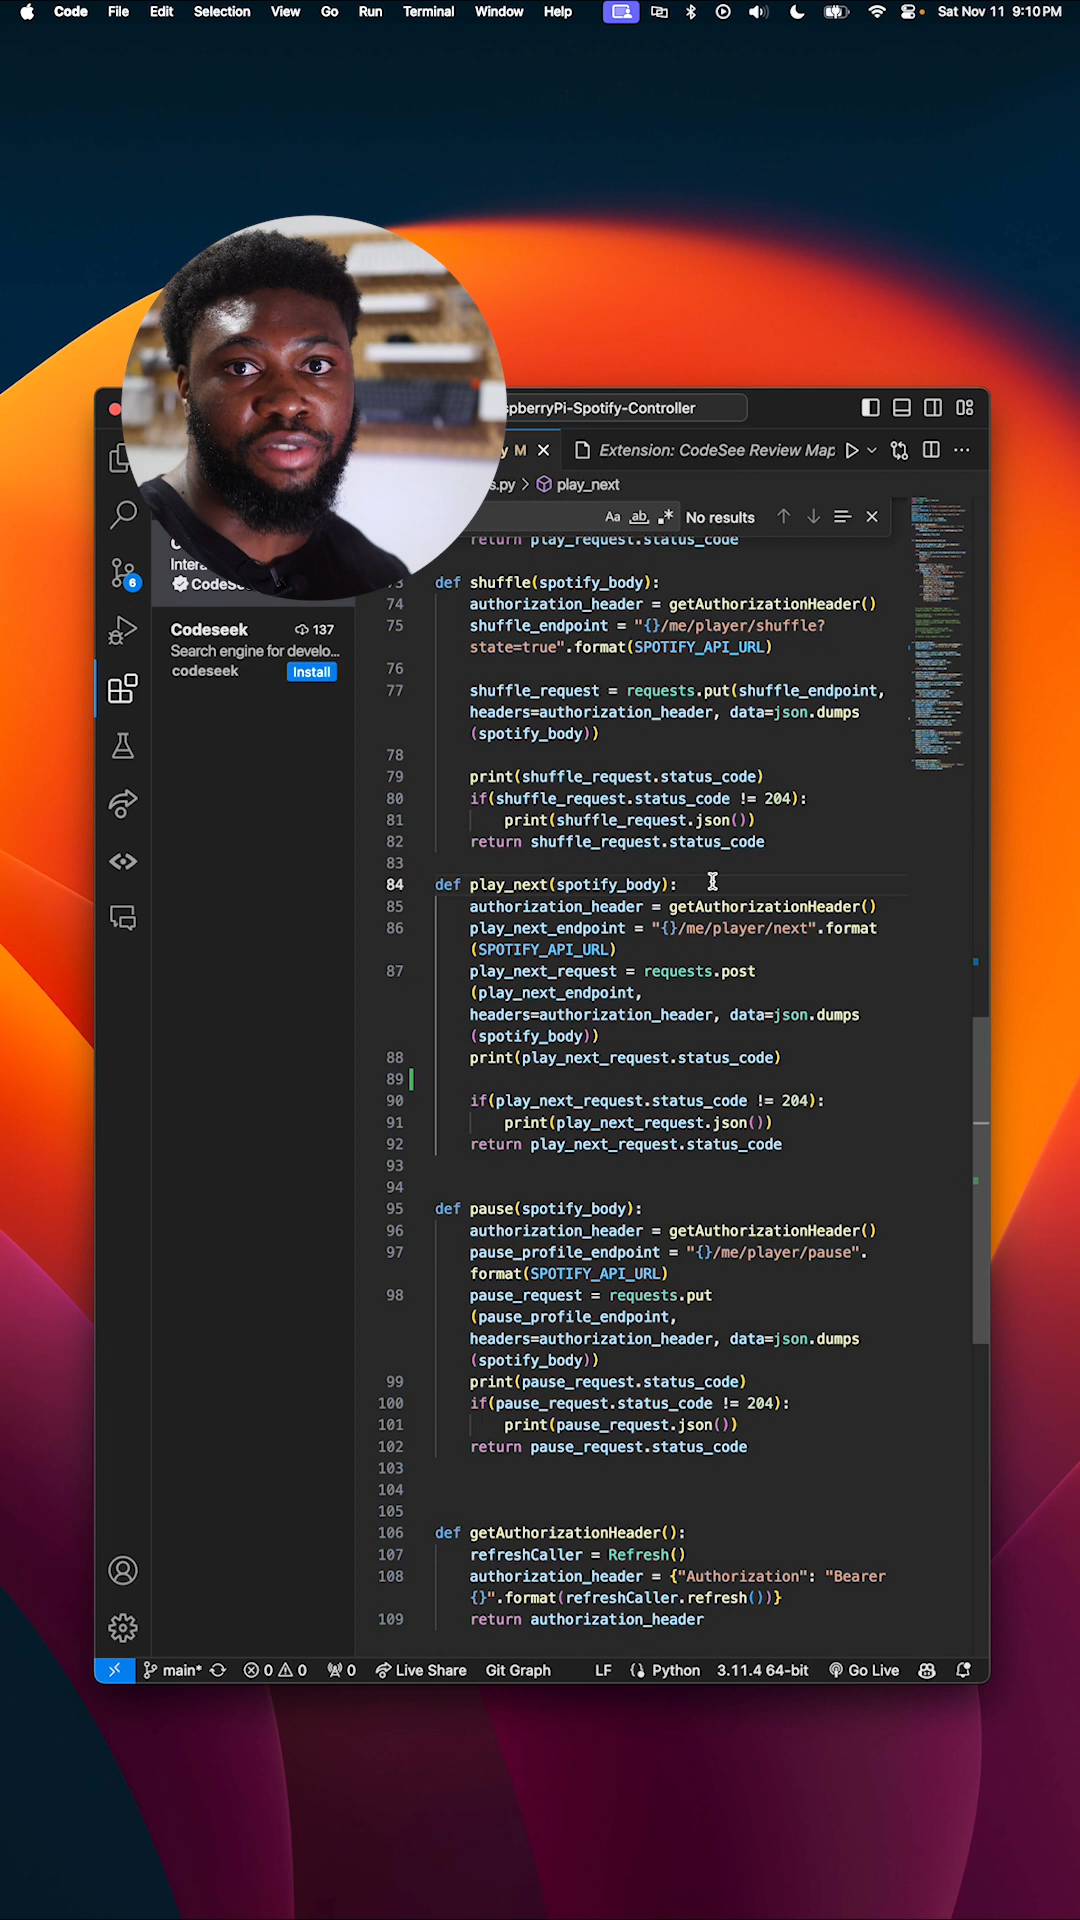 Code File Edit Selection View Go Run Terminal Window Help Sat Nov 11 9:10 PM
pberryPi-Spotify-Controller
M Extension: CodeSee Review Map
s.py > play_next
Aa ab .* No results
return play_request.status_code
Intera
CodeSe
Codeseek 137
Search engine for develo...
codeseek Install
73 def shuffle(spotify_body):
74 authorization_header = getAuthorizationHeader()
75 shuffle_endpoint = "{}/me/player/shuffle?
state=true".format(SPOTIFY_API_URL)
76
77 shuffle_request = requests.put(shuffle_endpoint,
headers=authorization_header, data=json.dumps
(spotify_body))
78
79 print(shuffle_request.status_code)
80 if(shuffle_request.status_code != 204):
81 print(shuffle_request.json())
82 return shuffle_request.status_code
83
84 def play_next(spotify_body):
85 authorization_header = getAuthorizationHeader()
86 play_next_endpoint = "{}/me/player/next".format
(SPOTIFY_API_URL)
87 play_next_request = requests.post
(play_next_endpoint,
headers=authorization_header, data=json.dumps
(spotify_body))
88 print(play_next_request.status_code)
89
90 if(play_next_request.status_code != 204):
91 print(play_next_request.json())
92 return play_next_request.status_code
93
94
95 def pause(spotify_body):
96 authorization_header = getAuthorizationHeader()
97 pause_profile_endpoint = "{}/me/player/pause".
format(SPOTIFY_API_URL)
98 pause_request = requests.put
(pause_profile_endpoint,
headers=authorization_header, data=json.dumps
(spotify_body))
99 print(pause_request.status_code)
100 if(pause_request.status_code != 204):
101 print(pause_request.json())
102 return pause_request.status_code
103
104
105
106 def getAuthorizationHeader():
107 refreshCaller = Refresh()
108 authorization_header = {"Authorization": "Bearer
{}".format(refreshCaller.refresh())}
109 return authorization_header
6
main* 0 0 0 Live Share Git Graph LF Python 3.11.4 64-bit Go Live